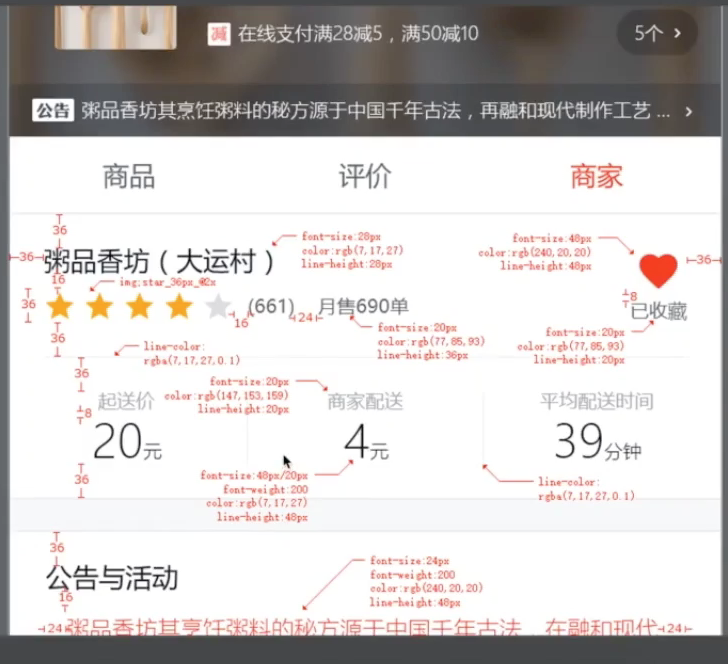 减 在线支付满28减5，满50减10 5个 >
公告 粥品香坊其烹饪粥料的秘方源于中国千年古法，再融和现代制作工艺 ... >
商品 评价 商家
36
font-size:28px
color:rgb(7,17,27)
line-height:28px
font-size:48px
color:rgb(240,20,20)
line-height:48px
36
粥品香坊（大运村）
36
16
img:star_36px_@2x
36
(661) 月售690单
16
24
8
已收藏
font-size:20px
color:rgb(77,85,93)
line-height:36px
font-size:20px
color:rgb(77,85,93)
line-height:20px
36
line-color:
rgba(7,17,27,0.1)
36
font-size:20px
color:rgb(147,153,159)
line-height:20px
起送价 商家配送 平均配送时间
8
20元 4元 39分钟
36
font-size:48px/20px
font-weight:200
color:rgb(7,17,27)
line-height:48px
line-color:
rgba(7,17,27,0.1)
36
公告与活动
font-size:24px
font-weight:200
color:rgb(240,20,20)
line-height:48px
16
24
粥品香坊其烹饪粥料的秘方源于中国千年古法，在融和现代
24